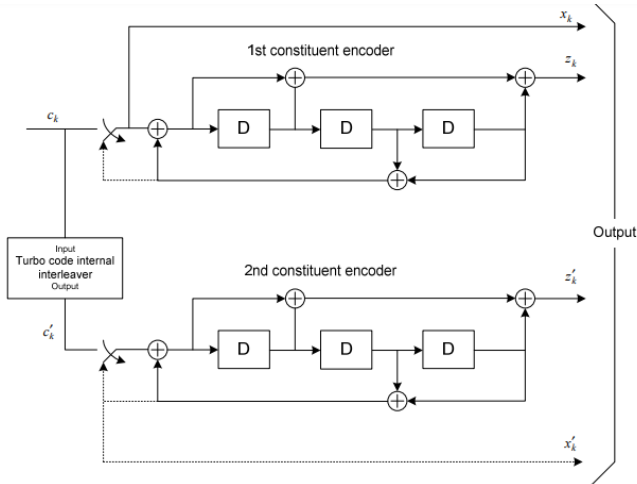 x_k
1st constituent encoder
z_k
c_k
D
D
D
Input
Turbo code internal
interleaver
Output
Output
2nd constituent encoder
z′_k
c′_k
D
D
D
x′_k